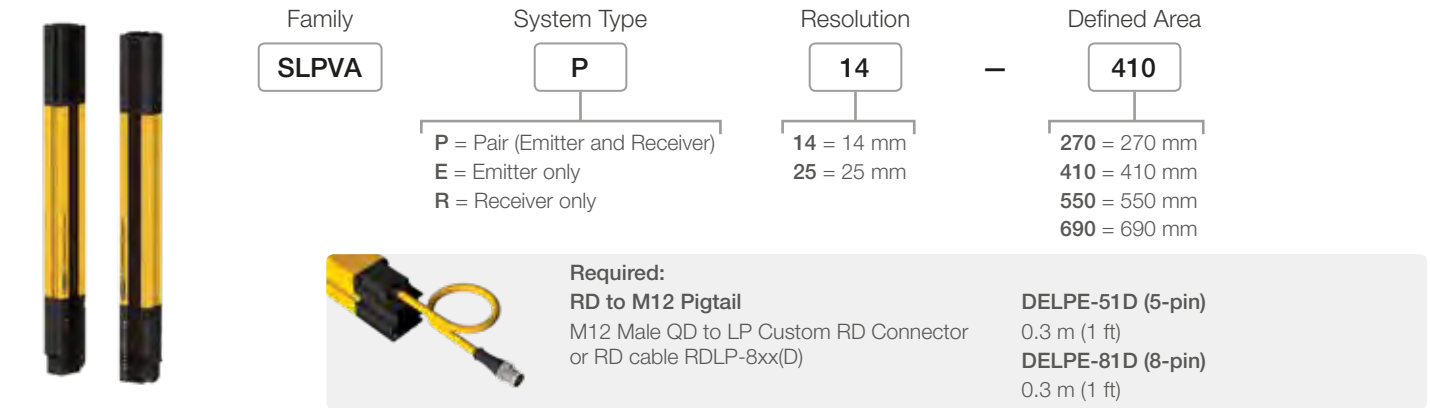 Family System Type Resolution Defined Area
SLPVA P 14 – 410
P = Pair (Emitter and Receiver) 14 = 14 mm 270 = 270 mm
E = Emitter only 25 = 25 mm 410 = 410 mm
R = Receiver only 550 = 550 mm
690 = 690 mm
Required:
RD to M12 Pigtail DELPE-51D (5-pin)
M12 Male QD to LP Custom RD Connector 0.3 m (1 ft)
or RD cable RDLP-8xx(D) DELPE-81D (8-pin)
0.3 m (1 ft)